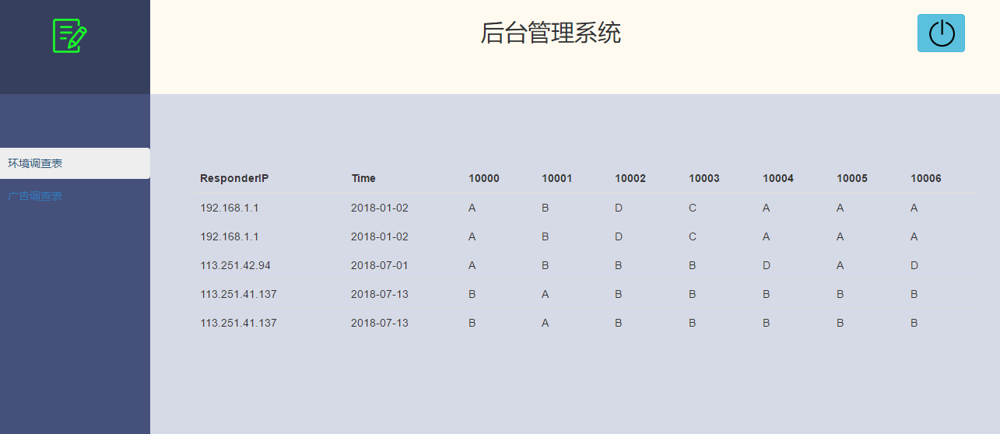 后台管理系统
环境调查表
广告调查表
ResponderIP Time 10000 10001 10002 10003 10004 10005 10006
192.168.1.1 2018-01-02 A B D C A A A
192.168.1.1 2018-01-02 A B D C A A A
113.251.42.94 2018-07-01 A B B B D A D
113.251.41.137 2018-07-13 B A B B B B B
113.251.41.137 2018-07-13 B A B B B B B